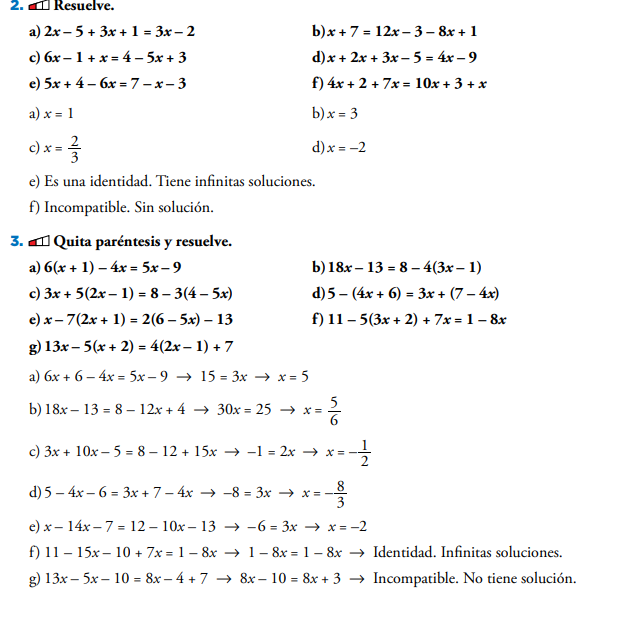 2. Resuelve.
a) 2x – 5 + 3x + 1 = 3x – 2 b) x + 7 = 12x – 3 – 8x + 1
c) 6x – 1 + x = 4 – 5x + 3 d) x + 2x + 3x – 5 = 4x – 9
e) 5x + 4 – 6x = 7 – x – 3 f) 4x + 2 + 7x = 10x + 3 + x
a) x = 1 b) x = 3
c) x = 2/3 d) x = –2
e) Es una identidad. Tiene infinitas soluciones.
f) Incompatible. Sin solución.
3. Quita paréntesis y resuelve.
a) 6(x + 1) – 4x = 5x – 9 b) 18x – 13 = 8 – 4(3x – 1)
c) 3x + 5(2x – 1) = 8 – 3(4 – 5x) d) 5 – (4x + 6) = 3x + (7 – 4x)
e) x – 7(2x + 1) = 2(6 – 5x) – 13 f) 11 – 5(3x + 2) + 7x = 1 – 8x
g) 13x – 5(x + 2) = 4(2x – 1) + 7
a) 6x + 6 – 4x = 5x – 9 → 15 = 3x → x = 5
b) 18x – 13 = 8 – 12x + 4 → 30x = 25 → x = 5/6
c) 3x + 10x – 5 = 8 – 12 + 15x → –1 = 2x → x = –1/2
d) 5 – 4x – 6 = 3x + 7 – 4x → –8 = 3x → x = –8/3
e) x – 14x – 7 = 12 – 10x – 13 → –6 = 3x → x = –2
f) 11 – 15x – 10 + 7x = 1 – 8x → 1 – 8x = 1 – 8x → Identidad. Infinitas soluciones.
g) 13x – 5x – 10 = 8x – 4 + 7 → 8x – 10 = 8x + 3 → Incompatible. No tiene solución.